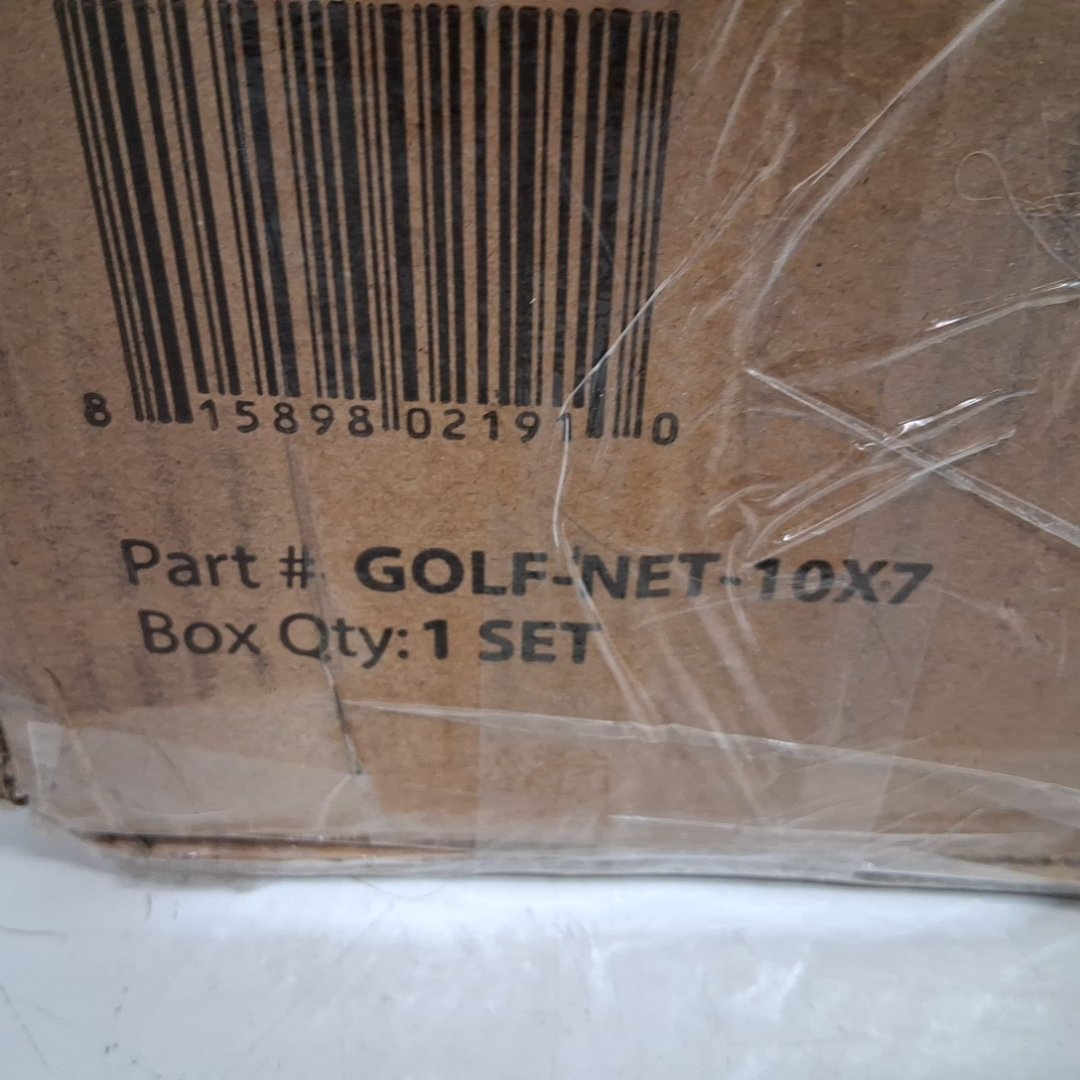 8 15898 02191 0
Part # GOLF-NET-10X7
Box Qty: 1 SET